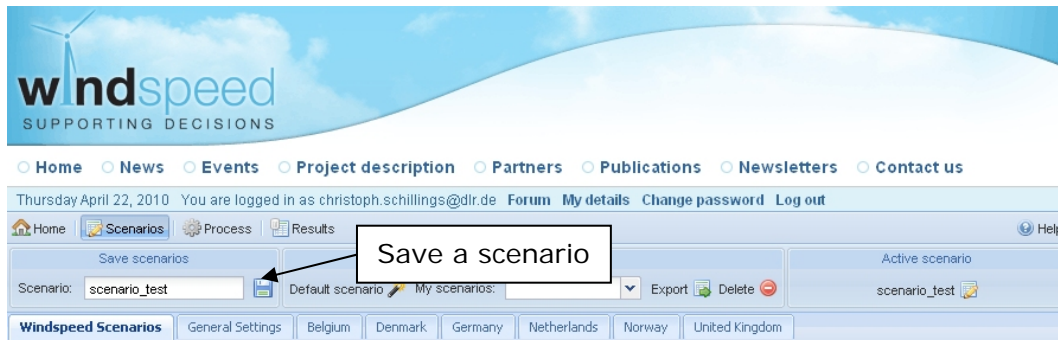 windspeed
SUPPORTING DECISIONS
Home News Events Project description Partners Publications Newsletters Contact us
Thursday April 22, 2010 You are logged in as christoph.schillings@dlr.de Forum My details Change password Log out
Home Scenarios Process Results Help
Save a scenario
Save scenarios Active scenario
Scenario: scenario_test Default scenario My scenarios: Export Delete scenario_test
Windspeed Scenarios General Settings Belgium Denmark Germany Netherlands Norway United Kingdom